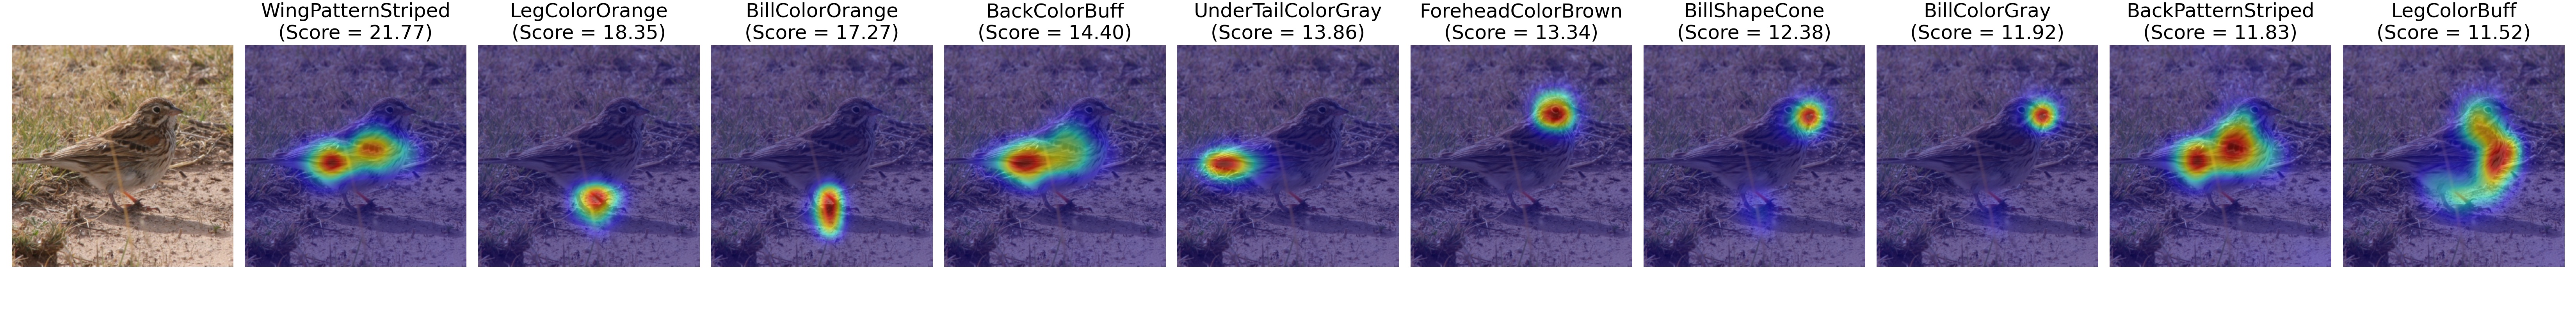 WingPatternStriped
(Score = 21.77)
LegColorOrange
(Score = 18.35)
BillColorOrange
(Score = 17.27)
BackColorBuff
(Score = 14.40)
UnderTailColorGray
(Score = 13.86)
ForeheadColorBrown
(Score = 13.34)
BillShapeCone
(Score = 12.38)
BillColorGray
(Score = 11.92)
BackPatternStriped
(Score = 11.83)
LegColorBuff
(Score = 11.52)